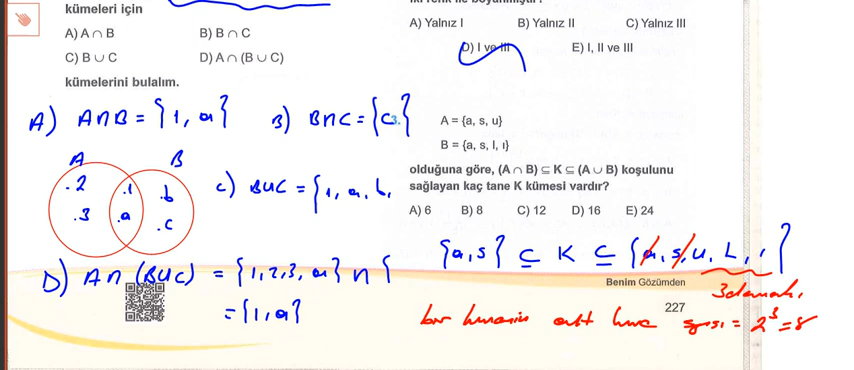 kümeleri için
A) A ∩ B B) B ∩ C
C) B ∪ C D) A ∩ (B ∪ C)
kümelerini bulalım.
A) A∩B = {1, a} B) B∩C = {c
A B
.2 .1 b
.3 .a .c
C) B∪C = {1, a, b,
D) A∩(B∪C) = {1,2,3, a} ∩ {
= {1, a}
A) Yalnız I B) Yalnız II C) Yalnız III
D) I ve III E) I, II ve III
A = {a, s, u}
B = {a, s, l, ı}
olduğuna göre, (A ∩ B) ⊆ K ⊆ (A ∪ B) koşulunu
sağlayan kaç tane K kümesi vardır?
A) 6 B) 8 C) 12 D) 16 E) 24
{a, s} ⊆ K ⊆ {a, s, u, L, ı}
Benim Gözümden
227
3 elemanlı
bir kümenin alt küme sayısı = 2³ = 8